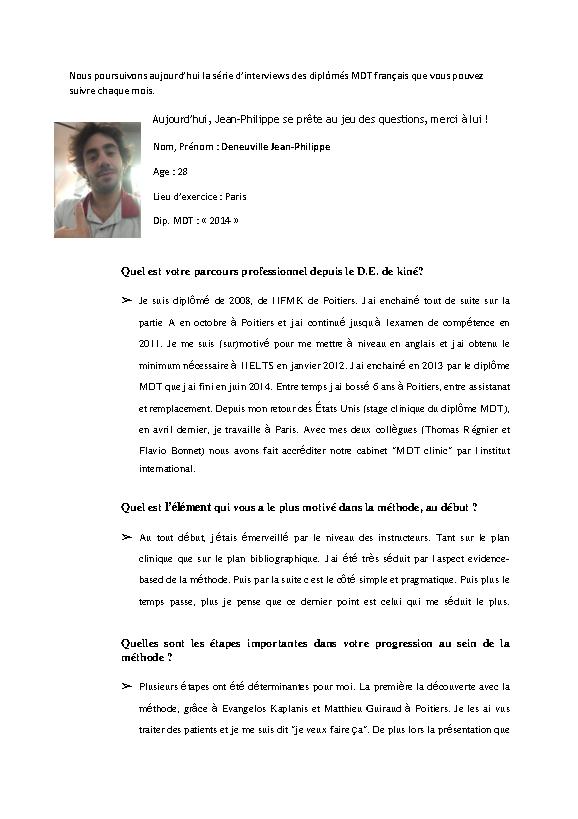 Nous poursuivons aujourd'hui la série d'interviews des diplômés MDT français que vous pouvez
suivre chaque mois.
Aujourd'hui, Jean-Philippe se prête au jeu des questions, merci à lui !
Nom, Prénom : Deneuville Jean-Philippe
Age : 28
Lieu d'exercice : Paris
Dip. MDT : « 2014 »
Quel est votre parcours professionnel depuis le D.E. de kiné?
➢ Je suis diplômé de 2008, de l'IFMK de Poitiers. J'ai enchainé tout de suite sur la
partie A en octobre à Poitiers et j'ai continué jusqu'à l'examen de compétence en
2011. Je me suis (sur)motivé pour me mettre à niveau en anglais et j'ai obtenu le
minimum nécessaire à l'IELTS en janvier 2012. J'ai enchainé en 2013 par le diplôme
MDT que j'ai fini en juin 2014. Entre temps j'ai bossé 6 ans à Poitiers, entre assistanat
et remplacement. Depuis mon retour des États Unis (stage clinique du diplôme MDT),
en avril dernier, je travaille à Paris. Avec mes deux collègues (Thomas Régnier et
Flavio Bonnet) nous avons fait accréditer notre cabinet "MDT clinic" par l'institut
international.
Quel est l'élément qui vous a le plus motivé dans la méthode, au début ?
➢ Au tout début, j'étais émerveillé par le niveau des instructeurs. Tant sur le plan
clinique que sur le plan bibliographique. J'ai été très séduit par l'aspect evidence-
based de la méthode. Puis par la suite c'est le côté simple et pragmatique. Puis plus le
temps passe, plus je pense que ce dernier point est celui qui me séduit le plus.
Quelles sont les étapes importantes dans votre progression au sein de la
méthode ?
➢ Plusieurs étapes ont été déterminantes pour moi. La première la découverte avec la
méthode, grâce à Evangelos Kaplanis et Matthieu Guiraud à Poitiers. Je les ai vus
traiter des patients et je me suis dit "je veux faire ça". De plus lors la présentation que